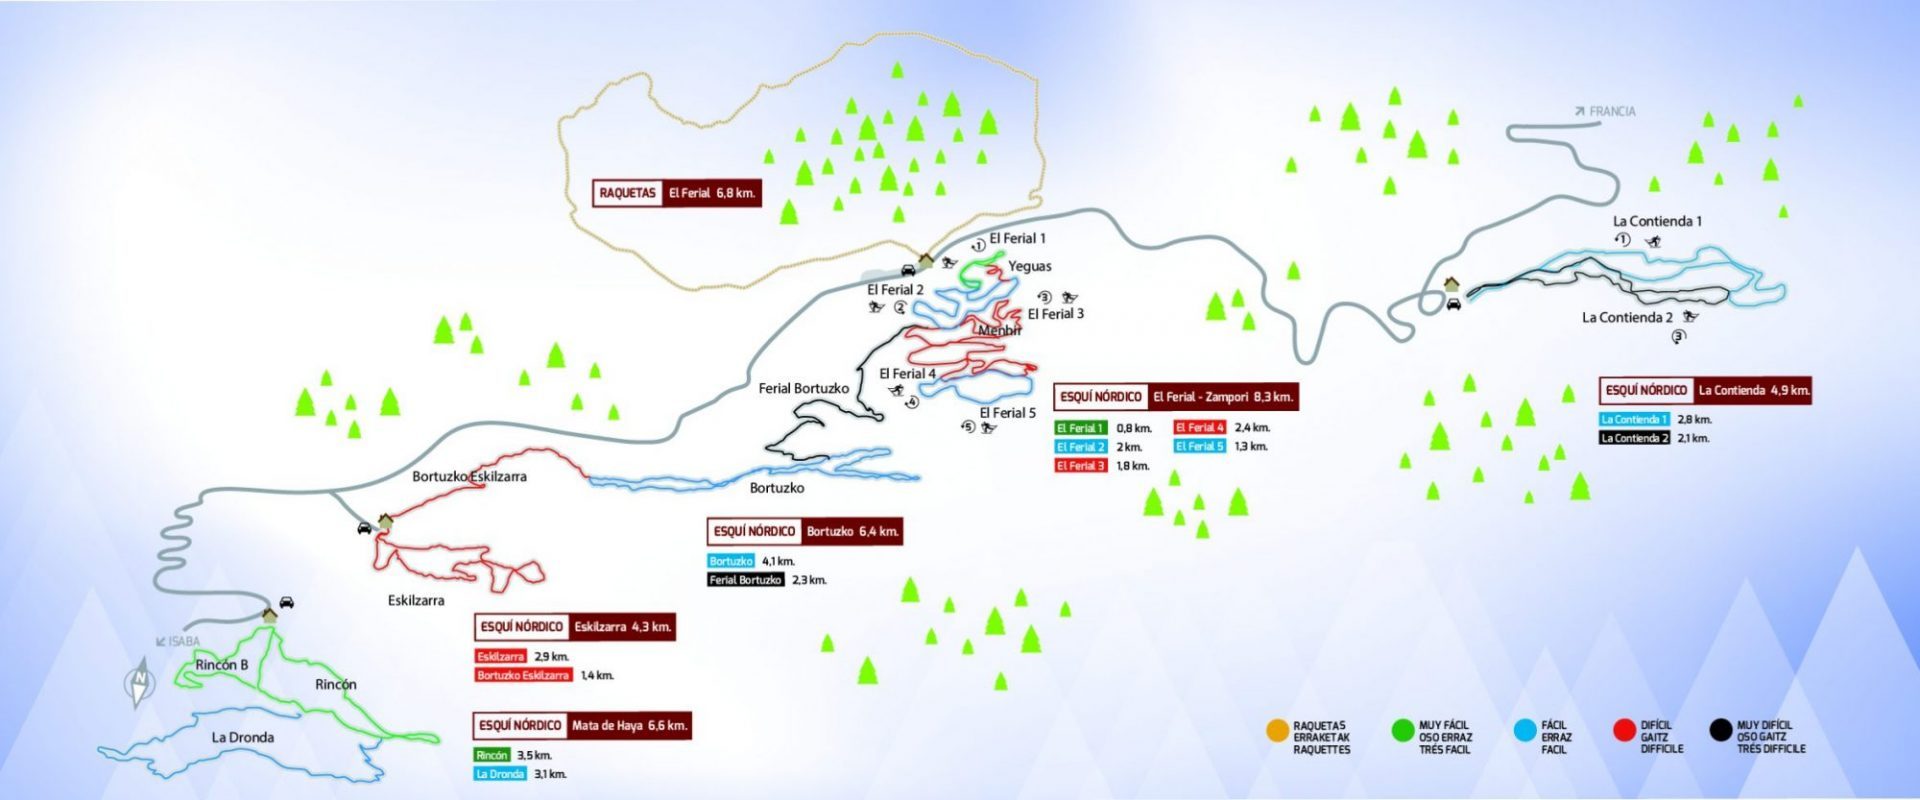 FRANCIA
RAQUETAS El Ferial 6,8 km.
La Contienda 1
1
1
El Ferial 1
Yeguas
El Ferial 2
2
3
El Ferial 3
Menhir
La Contienda 2
3
El Ferial 4
4
Ferial Bortuzko
El Ferial 5
5
ESQUÍ NÓRDICO El Ferial - Zampori 8,3 km.
El Ferial 1 0,8 km. El Ferial 4 2,4 km.
El Ferial 2 2 km. El Ferial 5 1,3 km.
El Ferial 3 1,8 km.
ESQUÍ NÓRDICO La Contienda 4,9 km.
La Contienda 1 2,8 km.
La Contienda 2 2,1 km.
Bortuzko Eskilzarra
Bortuzko
ESQUÍ NÓRDICO Bortuzko 6,4 km.
Bortuzko 4,1 km.
Ferial Bortuzko 2,3 km.
Eskilzarra
ESQUÍ NÓRDICO Eskilzarra 4,3 km.
Eskilzarra 2,9 km.
Bortuzko Eskilzarra 1,4 km.
ISABA
N
Rincón B
Rincón
La Dronda
ESQUÍ NÓRDICO Mata de Haya 6,6 km.
Rincón 3,5 km.
La Dronda 3,1 km.
RAQUETAS
ERRAKETAK
RAQUETTES
MUY FÁCIL
OSO ERRAZ
TRÉS FACIL
FÁCIL
ERRAZ
FACIL
DIFÍCIL
GAITZ
DIFFICILE
MUY DIFÍCIL
OSO GAITZ
TRÉS DIFFICILE